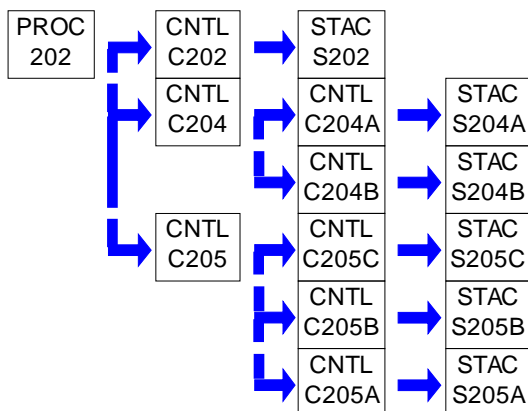 PROC
202
CNTL
C202
STAC
S202
CNTL
C204
CNTL
C204A
STAC
S204A
CNTL
C204B
STAC
S204B
CNTL
C205
CNTL
C205C
STAC
S205C
CNTL
C205B
STAC
S205B
CNTL
C205A
STAC
S205A